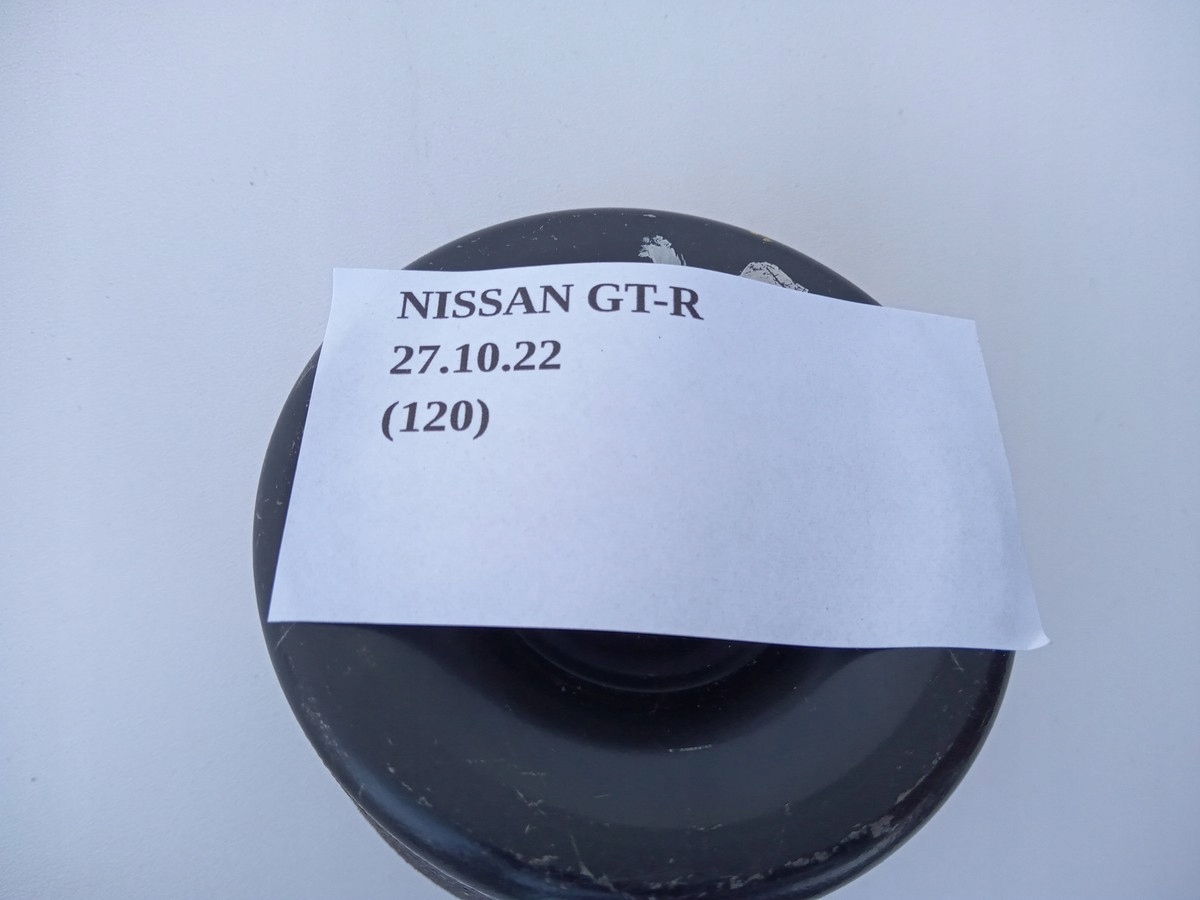 NISSAN GT-R
27.10.22
(120)